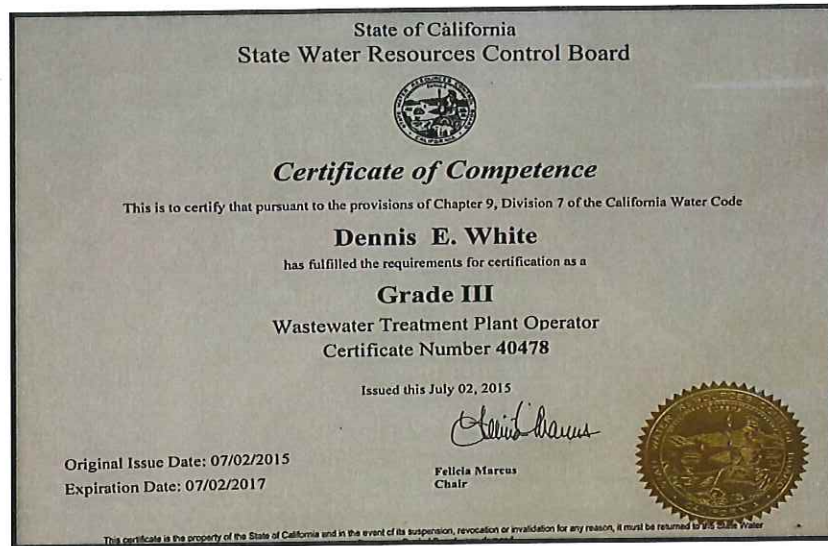 State of California
State Water Resources Control Board
Certificate of Competence
This is to certify that pursuant to the provisions of Chapter 9, Division 7 of the California Water Code
Dennis E. White
has fulfilled the requirements for certification as a
Grade III
Wastewater Treatment Plant Operator
Certificate Number 40478
Issued this July 02, 2015
Original Issue Date: 07/02/2015
Expiration Date: 07/02/2017
Felicia Marcus
Chair
This certificate is the property of the State of California and in the event of its suspension, revocation or invalidation for any reason, it must be returned to the State Water